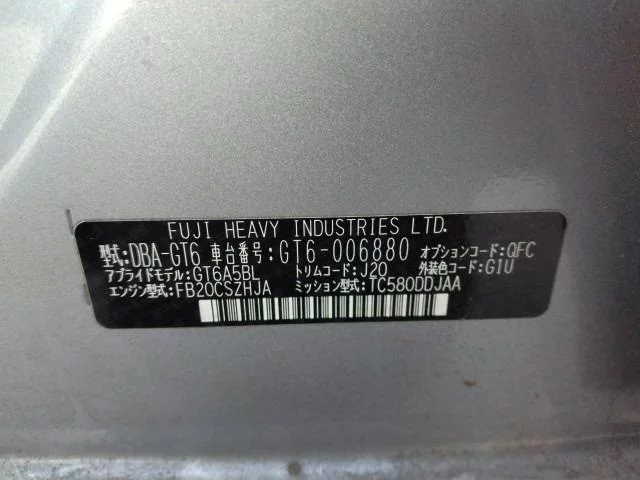 FUJI HEAVY INDUSTRIES LTD.
型式:DBA-GT6 車台番号:GT6-006880 オプションコード:QFC
アプライドモデル:GT6A5BL トリムコード:J20 外装色コード:G1U
エンジン型式:FB20CSZHJA ミッション型式:TC580DDJAA